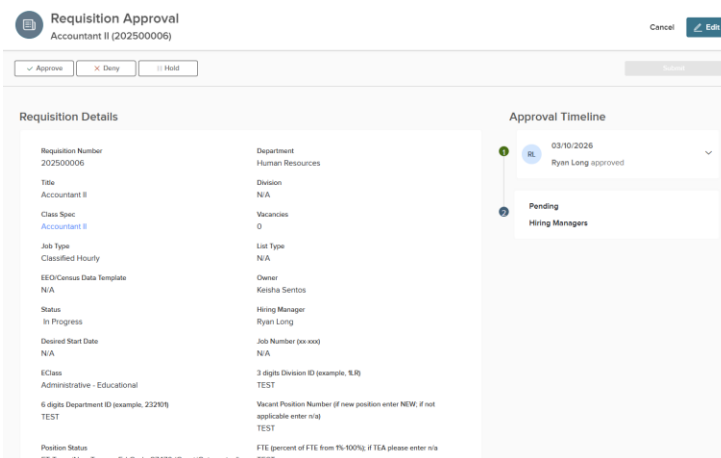 Requisition Approval
Accountant II (202500006)
Cancel
Edit
Approve
Deny
Hold
Submit
Requisition Details
Approval Timeline
Requisition Number
202500006
Department
Human Resources
Title
Accountant II
Division
N/A
Class Spec
Accountant II
Vacancies
0
Job Type
Classified Hourly
List Type
N/A
EEO/Census Data Template
N/A
Owner
Keisha Sentos
Status
In Progress
Hiring Manager
Ryan Long
Desired Start Date
N/A
Job Number (xx-xxx)
N/A
EClass
Administrative - Educational
3 digits Division ID (example, 1LR)
TEST
6 digits Department ID (example, 232101)
TEST
Vacant Position Number (if new position enter NEW; if not
applicable enter n/a)
TEST
Position Status
FTE (percent of FTE from 1%-100%); if TEA please enter n/a
1
RL
03/10/2026
Ryan Long approved
2
Pending
Hiring Managers